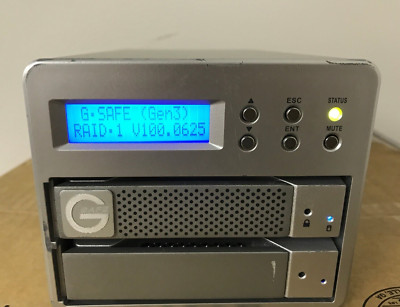 G•SAFE (Gen3)
RAID•1 V100.0625
ESC
STATUS
ENT
MUTE
G